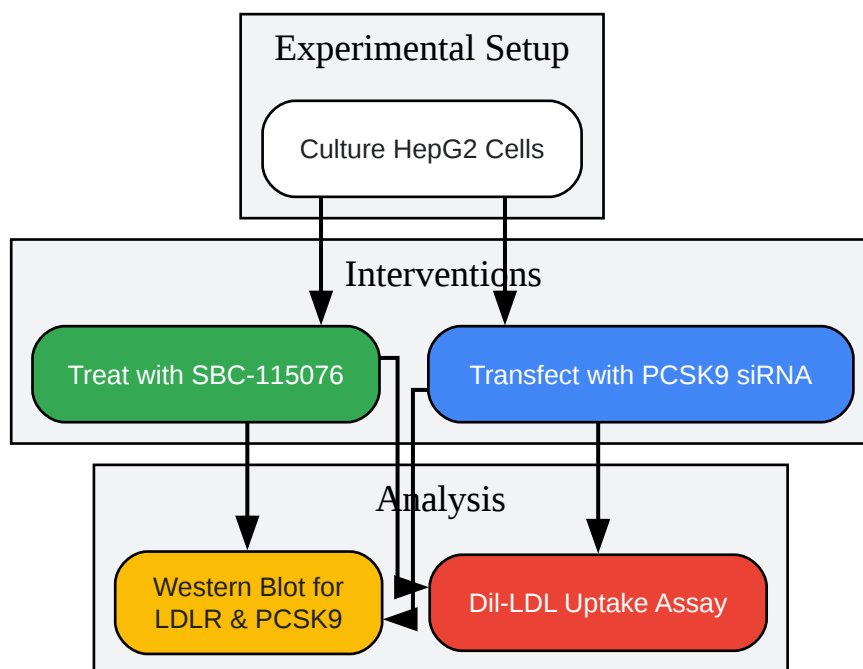 Experimental Setup
Culture HepG2 Cells
Interventions
Treat with SBC-115076
Transfect with PCSK9 siRNA
Analysis
Western Blot for
LDLR & PCSK9
Dil-LDL Uptake Assay